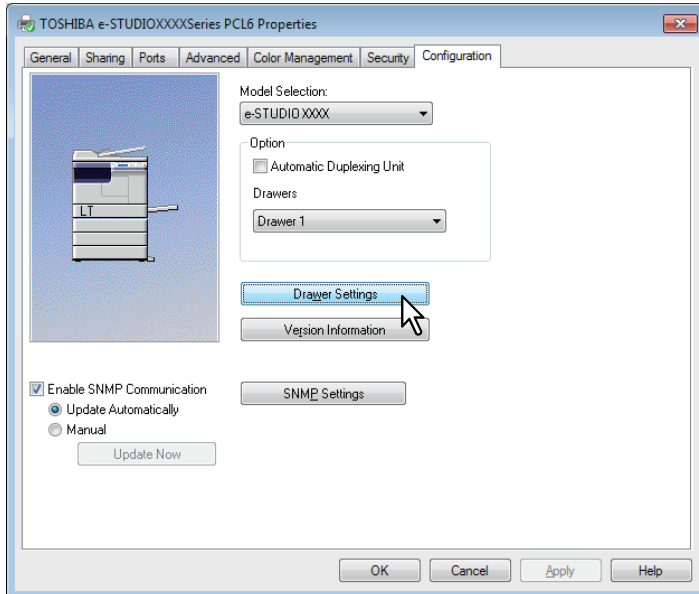 TOSHIBA e-STUDIOXXXXSeries PCL6 Properties
General Sharing Ports Advanced Color Management Security Configuration
Model Selection:
e-STUDIO XXXX
Option
Automatic Duplexing Unit
Drawers
Drawer 1
LT
Drawer Settings
Version Information
Enable SNMP Communication
SNMP Settings
Update Automatically
Manual
Update Now
OK Cancel Apply Help